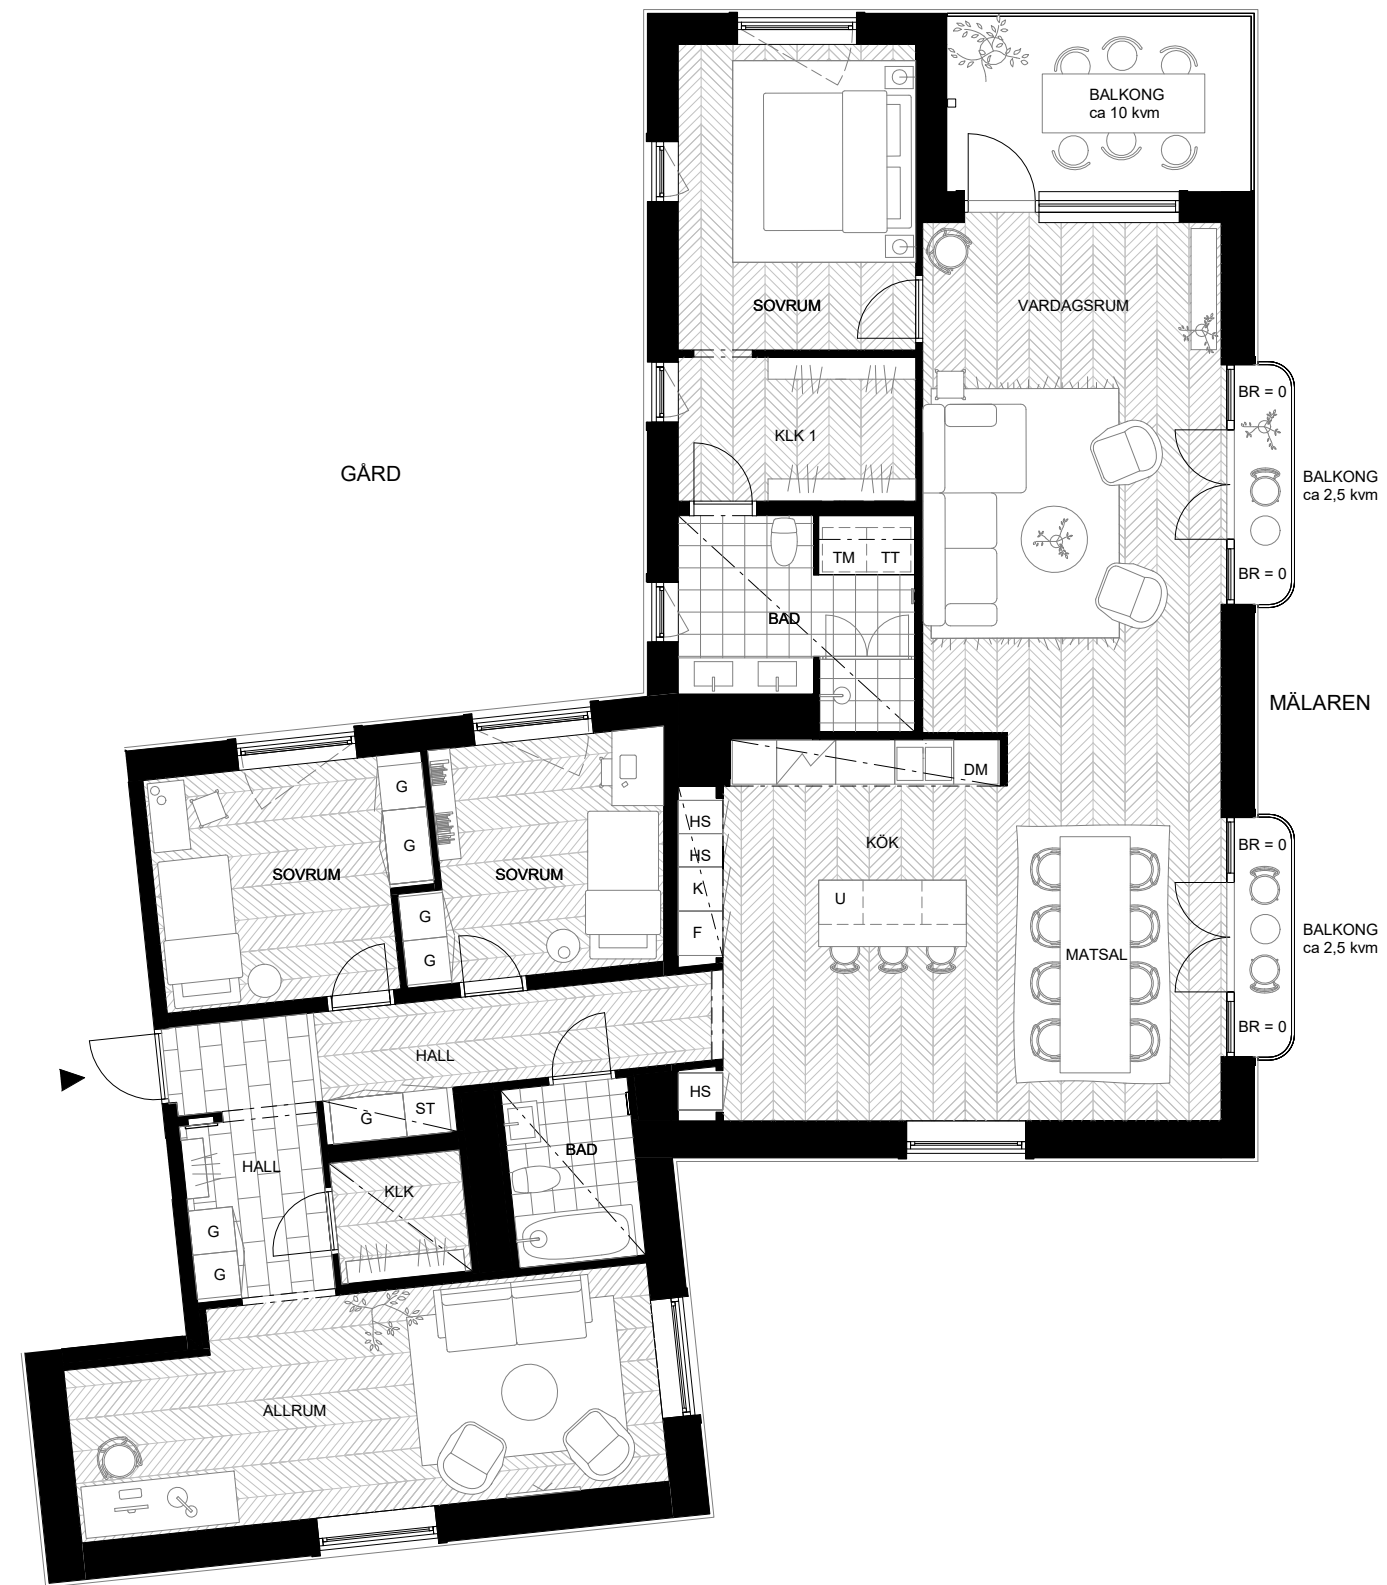 BALKONG
ca 10 kvm
SOVRUM
VARDAGSRUM
BR = 0
KLK 1
GÅRD
BALKONG
ca 2,5 kvm
TM
TT
BR = 0
BAD
MÄLAREN
DM
HS
KÖK
BR = 0
G
G
HS
SOVRUM
SOVRUM
K
U
G
F
BALKONG
ca 2,5 kvm
MATSAL
G
BR = 0
HALL
HS
ST
G
BAD
HALL
KLK
G
G
ALLRUM